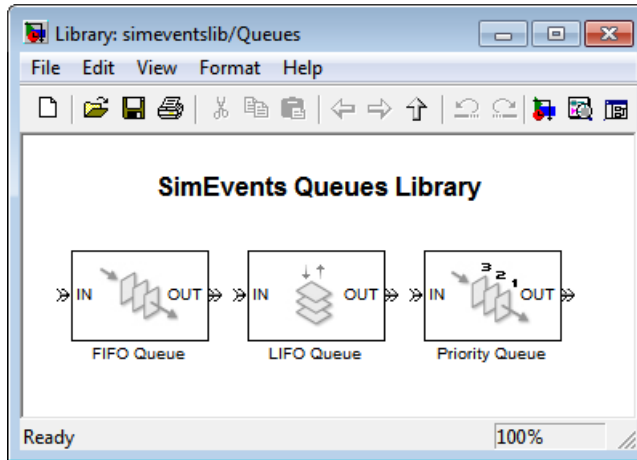 Library: simeventslib/Queues
File Edit View Format Help
SimEvents Queues Library
IN OUT IN OUT IN 3 2 1 OUT
FIFO Queue LIFO Queue Priority Queue
Ready 100%